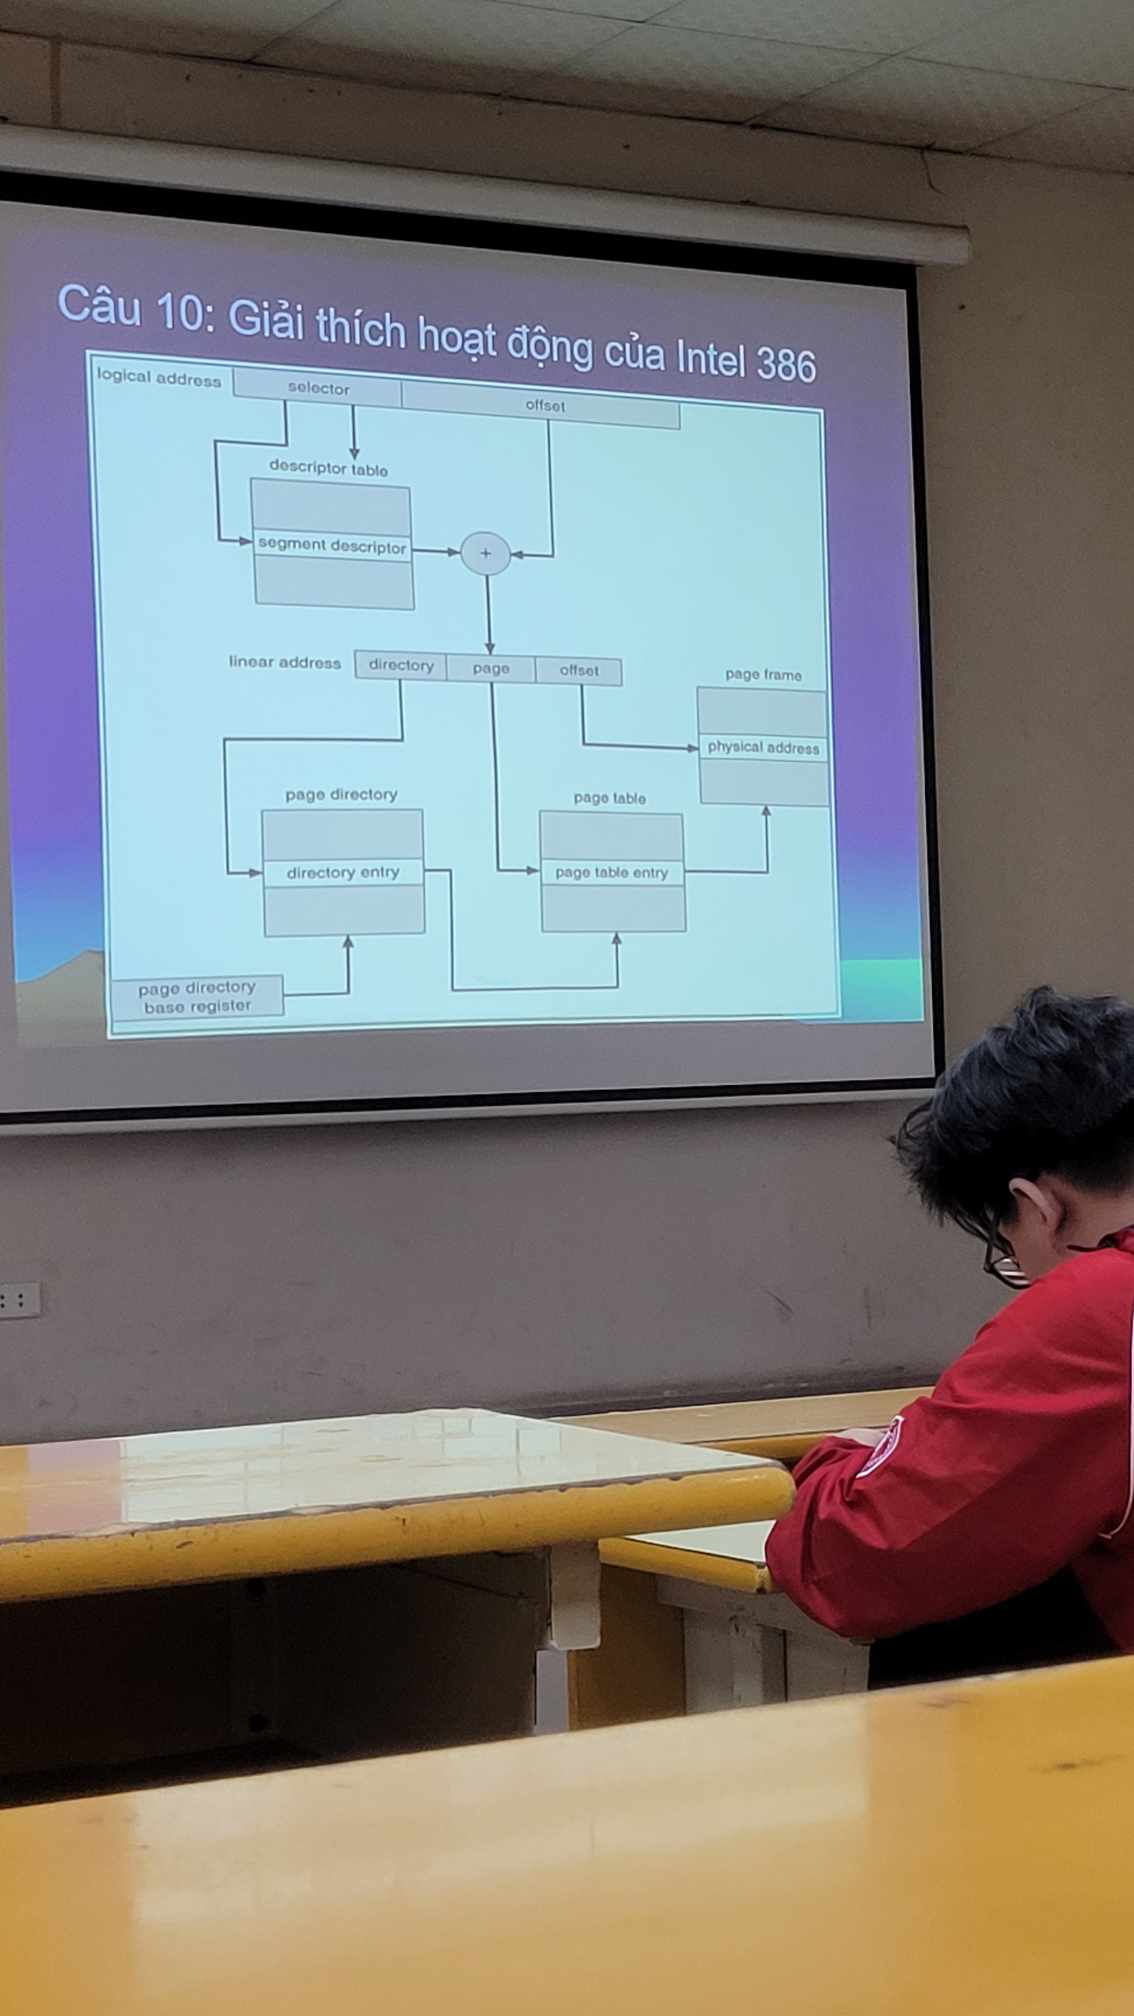 Câu 10: Giải thích hoạt động của Intel 386
logical address
selector
offset
descriptor table
segment descriptor
+
linear address
directory
page
offset
page frame
physical address
page directory
page table
directory entry
page table entry
page directory
base register